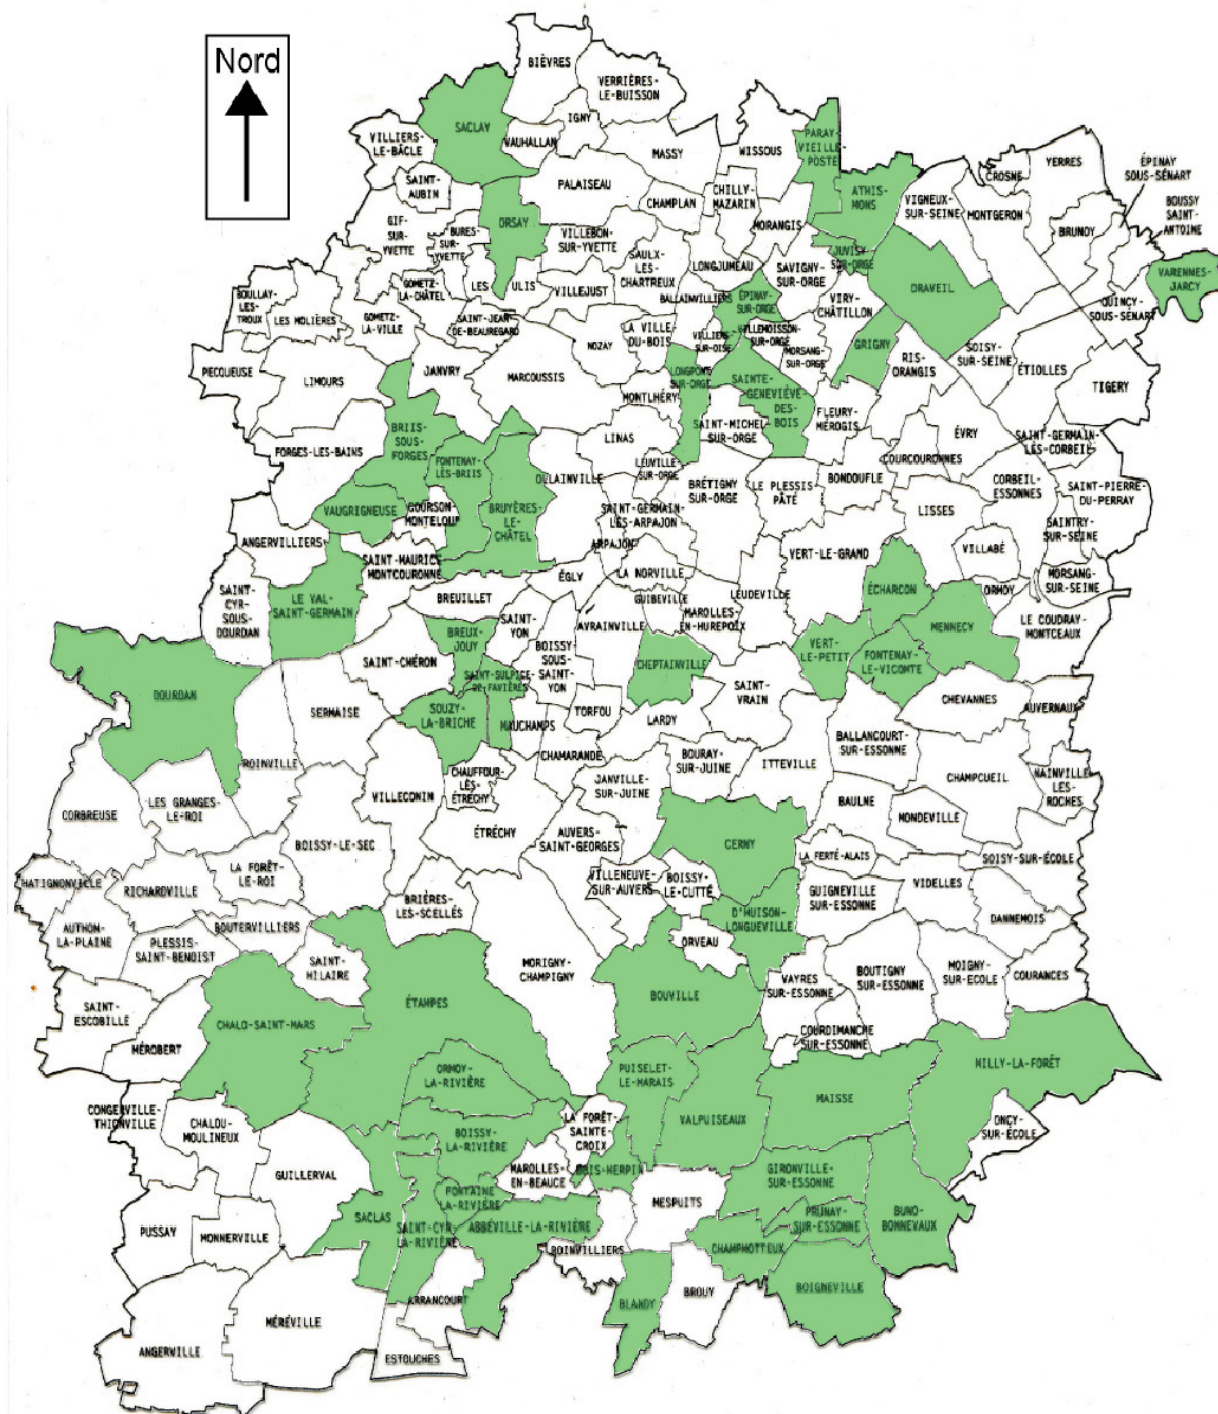 Nord
BIÈVRES
VERRIÈRES-
LE-BUISSON
IGNY
SACLAY
VAUHALLAN
VILLIERS-
LE-BÂCLE
MASSY
WISSOUS
PARAY-
VIEILLE-
POSTE
SAINT-
AUBIN
PALAISEAU
CHAMPLAN
CHILLY-
MAZARIN
ATHIS-
MONS
VIGNEUX-
SUR-SEINE
CROSNE
YERRES
ÉPINAY
SOUS-SÉNART
MONTGERON
BRUNOY
BOUSSY
SAINT-
ANTOINE
GIF-
SUR-
YVETTE
BURES-
SUR-
YVETTE
ORSAY
VILLEBON-
SUR-YVETTE
SAULX-
LES-
CHARTREUX
MORANGIS
LONGJUMEAU
SAVIGNY-
SUR-ORGE
JUVISY-
SUR-ORGE
DRAVEIL
VARENNES-
JARCY
QUINCY-
SOUS-SÉNART
BOULLAY-
LES-
TROUX
LES MOLIÈRES
GOMETZ-
LA-CHÂTEL
GOMETZ-
LA-VILLE
LES
ULIS
VILLEJUST
SAINT-JEAN-
DE-BEAUREGARD
BALLAINVILLIERS
ÉPINAY-
SUR-ORGE
VIRY-
CHÂTILLON
NOZAY
LA VILLE-
DU-BOIS
VILLIERS-
SUR-OISE
VILLEMOISSON-
SUR-ORGE
MORSANG-
SUR-ORGE
GRIGNY
RIS-
ORANGIS
SOISY-
SUR-SEINE
ÉTIOLLES
TIGERY
PECQUEUSE
LIMOURS
JANVRY
MARCOUSSIS
MONTLHÉRY
LONGPONT-
SUR-ORGE
SAINTE-
GENEVIÈVE-
DES-
BOIS
FLEURY-
MÉROGIS
FORGES-LES-BAINS
BRIIS-
SOUS-
FORGES
FONTENAY-
LÈS-BRIIS
LINAS
SAINT-MICHEL-
SUR-ORGE
ÉVRY
COURCOURONNES
SAINT-GERMAIN-
LÈS-CORBEIL
VAUGRIGNEUSE
COURSON-
MONTELOUP
BRUYÈRES-
LE-
CHÂTEL
OLLAINVILLE
LEUVILLE-
SUR-ORGE
BRÉTIGNY
SUR-ORGE
LE PLESSIS-
PÂTÉ
BONDOUFLE
LISSES
CORBEIL-
ESSONNES
SAINT-PIERRE-
DU-PERRAY
SAINT-GERMAIN-
LÈS-ARPAJON
ARPAJON
SAINTRY-
SUR-SEINE
ANGERVILLIERS
SAINT-MAURICE-
MONTCOURONNE
VERT-LE-GRAND
VILLABÉ
ÉGLY
LA NORVILLE
SAINT-
CYR-
SOUS-
DOURDAN
LE VAL-
SAINT-GERMAIN
BREUILLET
GUIBEVILLE
LEUDEVILLE
ÉCHARCON
ORMOY
MORSANG-
SUR-SEINE
MAROLLES-
EN-HUREPOIX
AVRAINVILLE
SAINT-
YON
BREUX-
JOUY
BOISSY-
SOUS-
SAINT-
YON
MENNECY
LE COUDRAY-
MONTCEAUX
VERT-
LE-PETIT
FONTENAY-
LE-VICOMTE
SAINT-CHÉRON
SAINT-SULPICE-
DE-FAVIÈRES
CHEPTAINVILLE
DOURDAN
SERMAISE
SOUZY-
LA-BRICHE
MAUCHAMPS
TORFOU
LARDY
SAINT-
VRAIN
CHEVANNES
AUVERNAUX
ROINVILLE
CHAMARANDE
BOURAY-
SUR-JUINE
ITTEVILLE
BALLANCOURT-
SUR-ESSONNE
CHAMPCUEIL
NAINVILLE
LES-
ROCHES
CORBREUSE
LES GRANGES-
LE-ROI
VILLECONIN
CHAUFFOUR-
LÈS-
ÉTRÉCHY
JANVILLE-
SUR-JUINE
BAULNE
MONDEVILLE
BOISSY-LE-SEC
ÉTRÉCHY
AUVERS-
SAINT-GEORGES
CERNY
LA FERTÉ-ALAIS
SOISY-SUR-ÉCOLE
HATIGNONVILLE
RICHARVILLE
LA FORÊT-
LE-ROI
VILLENEUVE-
SUR-AUVERS
BOISSY-
LE-CUTTÉ
GUIGNEVILLE
SUR-ESSONNE
VIDELLES
BRIÈRES-
LES-SCELLÉS
D'HUISON-
LONGUEVILLE
DANNEMOIS
AUTHON-
LA-PLAINE
PLESSIS-
SAINT-BENOIST
BOUTERVILLIERS
ORVEAU
SAINT-
HILAIRE
MORIGNY-
CHAMPIGNY
VAYRES
SUR-ESSONNE
BOUTIGNY
SUR-ESSONNE
MOIGNY-
SUR-ECOLE
COURANCES
SAINT-
ESCOBILLE
ÉTAMPES
BOUVILLE
CHALO-SAINT-MARS
MÉROBERT
COURDIMANCHE
SUR-ESSONNE
MILLY-LA-FORÊT
ORMOY-
LA-RIVIÈRE
PUISELET-
LE-MARAIS
MAISSE
CONGERVILLE-
THIONVILLE
CHALOU-
MOULINEUX
BOISSY-
LA-RIVIÈRE
LA FORÊT-
SAINTE-
CROIX
VALPUISEAUX
ONCY-
SUR-ÉCOLE
GUILLERVAL
MAROLLES-
EN-BEAUCE
BOIS-HERPIN
GIRONVILLE-
SUR-ESSONNE
FONTAINE
LA-RIVIÈRE
MESPUITS
PRUNAY-
SUR-ESSONNE
BUNO-
BONNEVAUX
PUSSAY
MONNERVILLE
SACLAS
SAINT-CYR-
LA-RIVIÈRE
ABBÉVILLE-LA-RIVIÈRE
ROINVILLIERS
CHAMPMOTTEUX
BOIGNEVILLE
ARRANCOURT
BLANDY
BROUY
MÉRÉVILLE
ANGERVILLE
ESTOUCHES